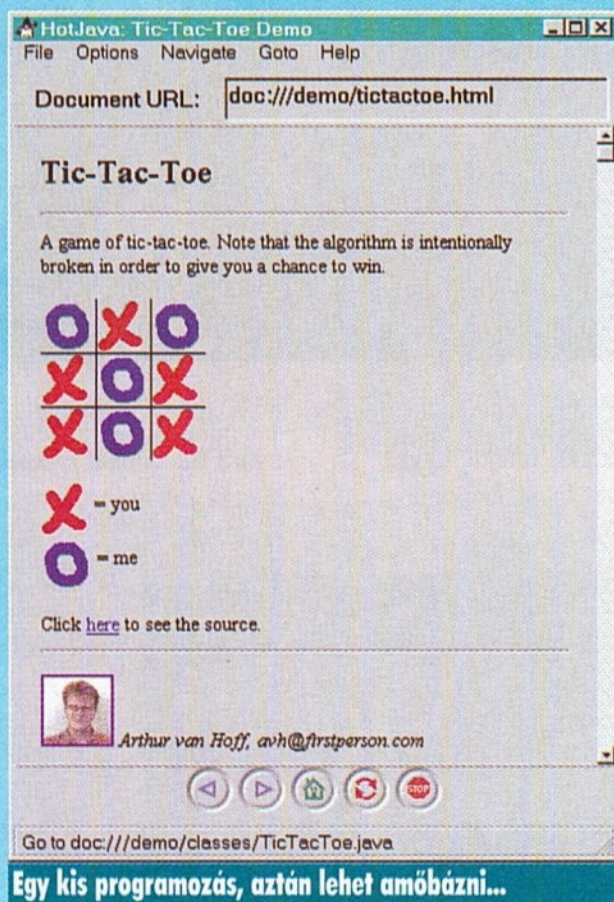 HotJava: Tic-Tac-Toe Demo
File Options Navigate Goto Help
Document URL: doc:///demo/tictactoe.html
Tic-Tac-Toe
A game of tic-tac-toe. Note that the algorithm is intentionally
broken in order to give you a chance to win.
O X O
X O X
X O X
X = you
O = me
Click here to see the source.
Arthur van Hoff, avh@firstperson.com
STOP
Go to doc:///demo/classes/TicTacToe.java
Egy kis programozás, aztán lehet amőbázni...